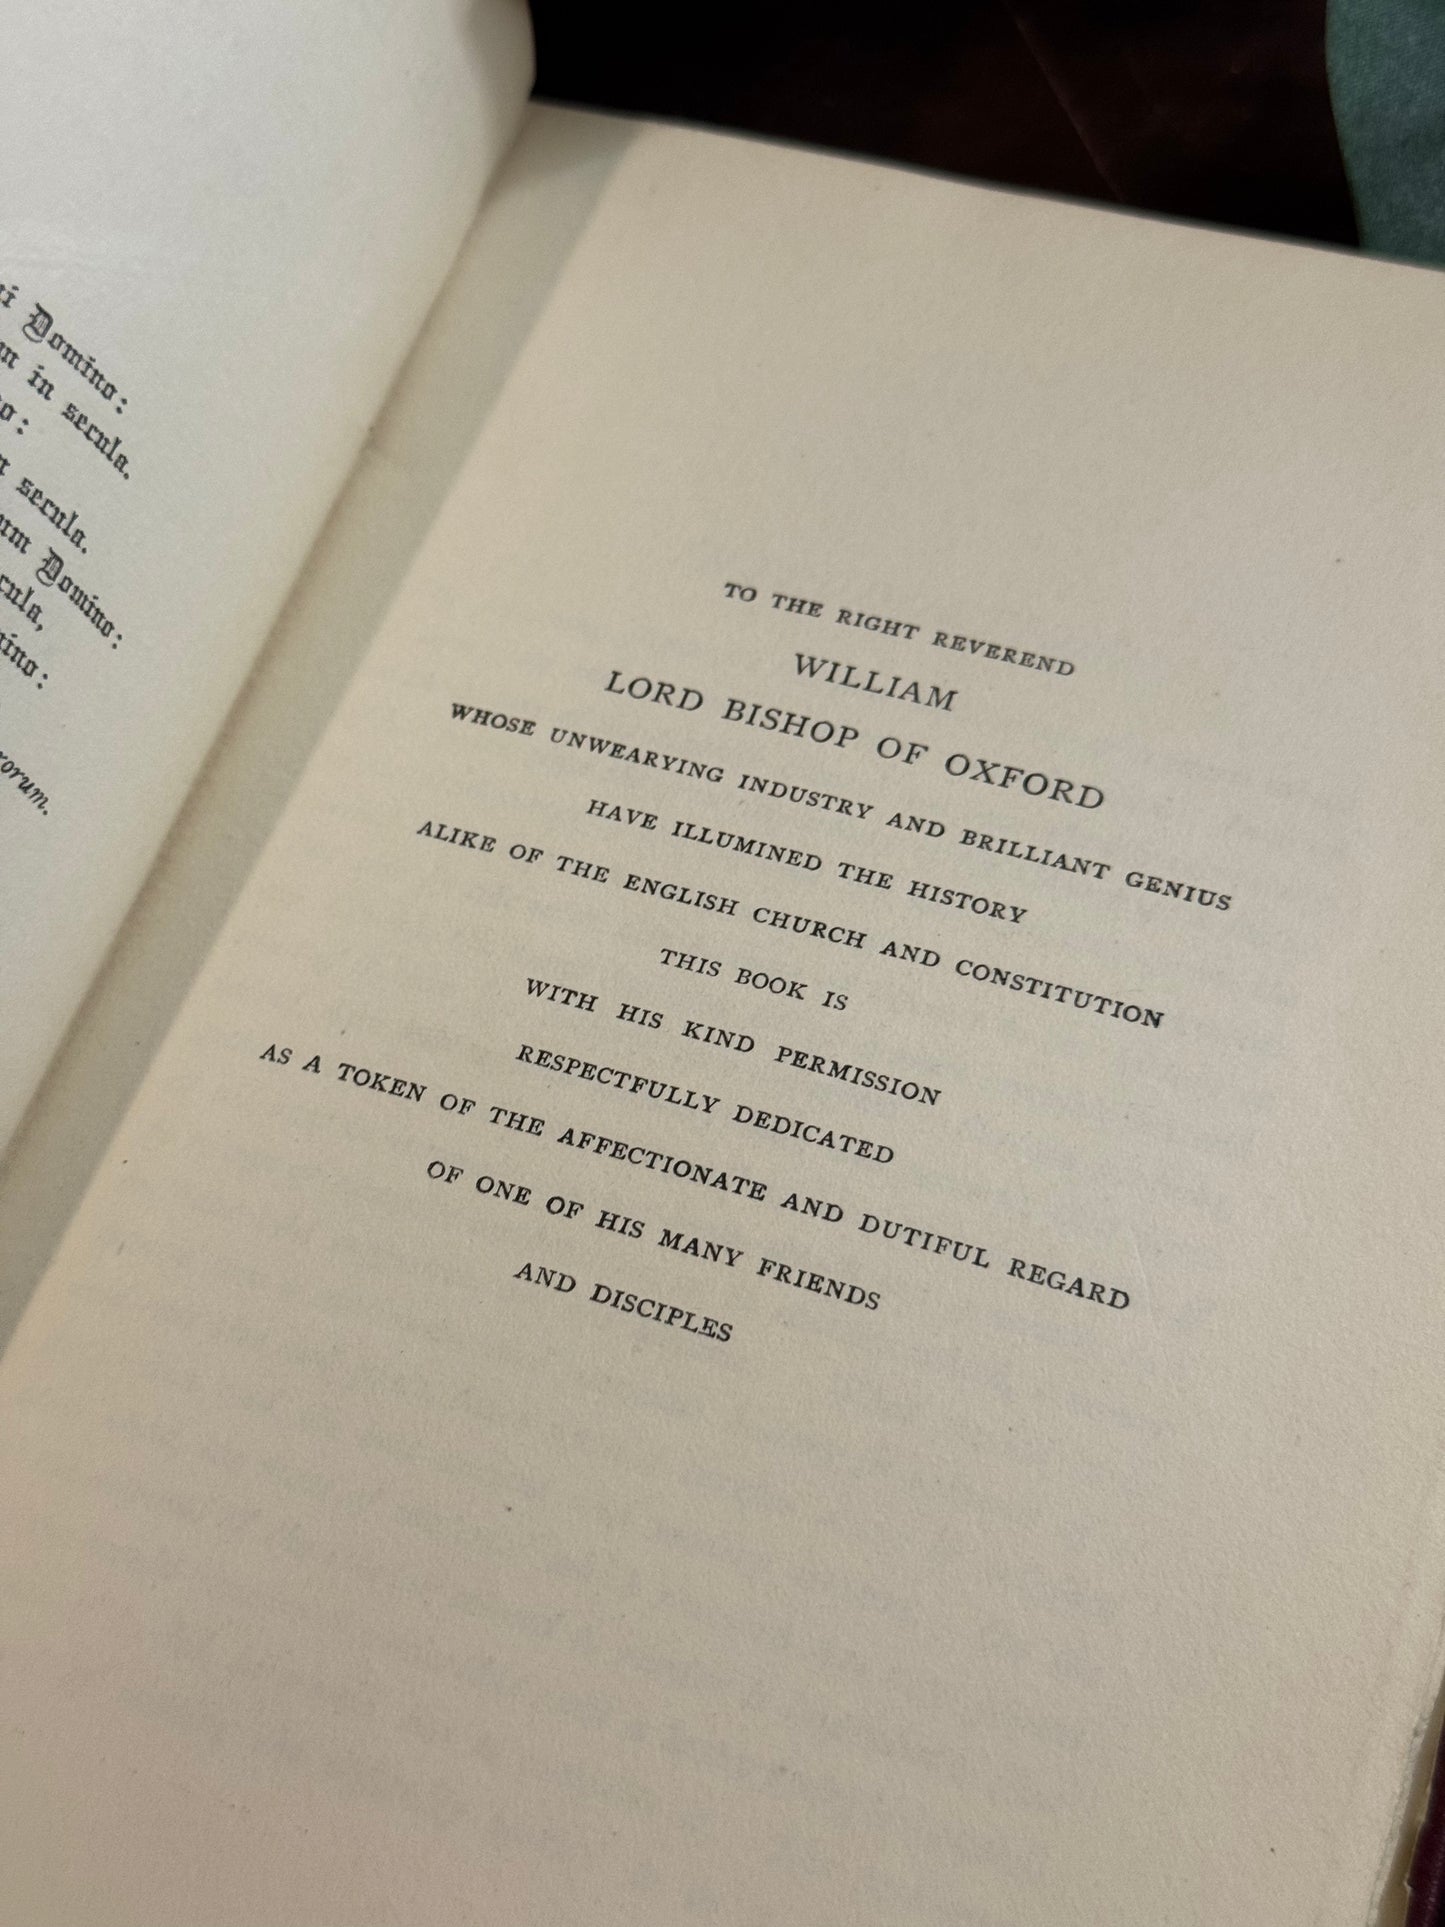 i Domino:
m in secula.
o:
secula.
um Domino:
cula,
ino:
rorum.
TO THE RIGHT REVEREND
WILLIAM
LORD BISHOP OF OXFORD
WHOSE UNWEARYING INDUSTRY AND BRILLIANT GENIUS
HAVE ILLUMINED THE HISTORY
ALIKE OF THE ENGLISH CHURCH AND CONSTITUTION
THIS BOOK IS
WITH HIS KIND PERMISSION
RESPECTFULLY DEDICATED
AS A TOKEN OF THE AFFECTIONATE AND DUTIFUL REGARD
OF ONE OF HIS MANY FRIENDS
AND DISCIPLES